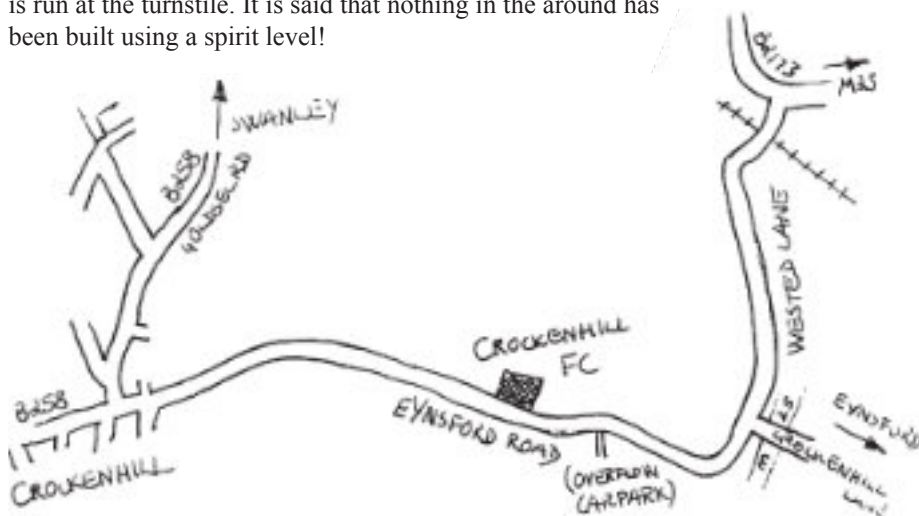 is run at the turnstile. It is said that nothing in the around has
been built using a spirit level!
B2173
M25
SWANLEY
B258
WESTED LANE
CROCKENHILL
FC
EYNSFORD ROAD
B258
CROCKENHILL
(OVERFLOW
CARPARK)
EYNSFORD
CROCKENHILL
LANE